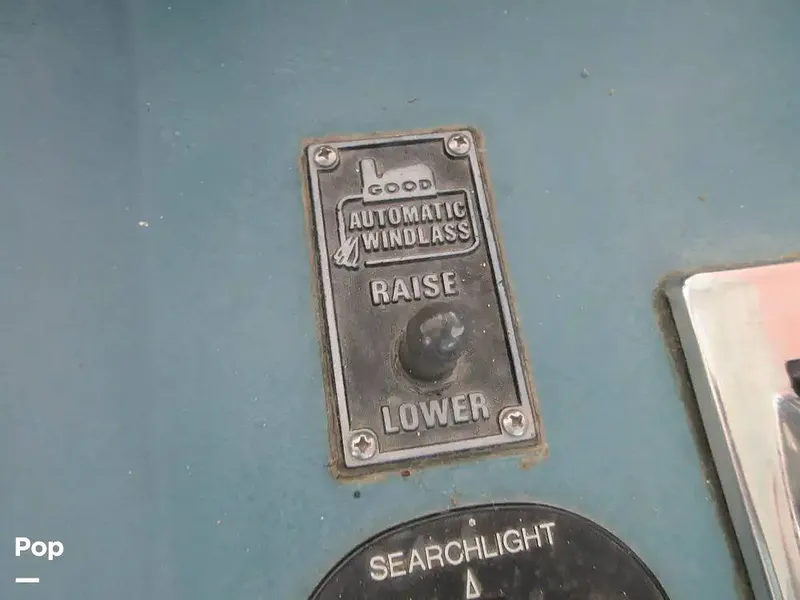 GOOD
AUTOMATIC
WINDLASS
RAISE
LOWER
SEARCHLIGHT
Pop